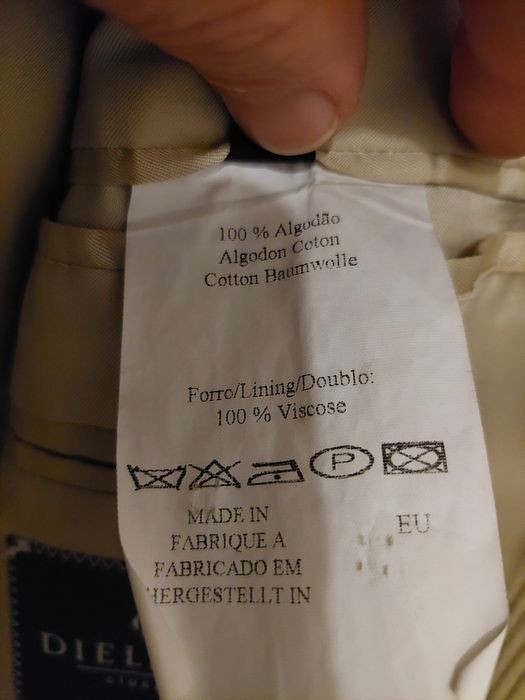 100 % Algodão
Algodon Coton
Cotton Baumwolle
Forro/Lining/Doublo:
100 % Viscose
P
MADE IN
EU
FABRIQUE A
FABRICADO EM
HERGESTELLT IN